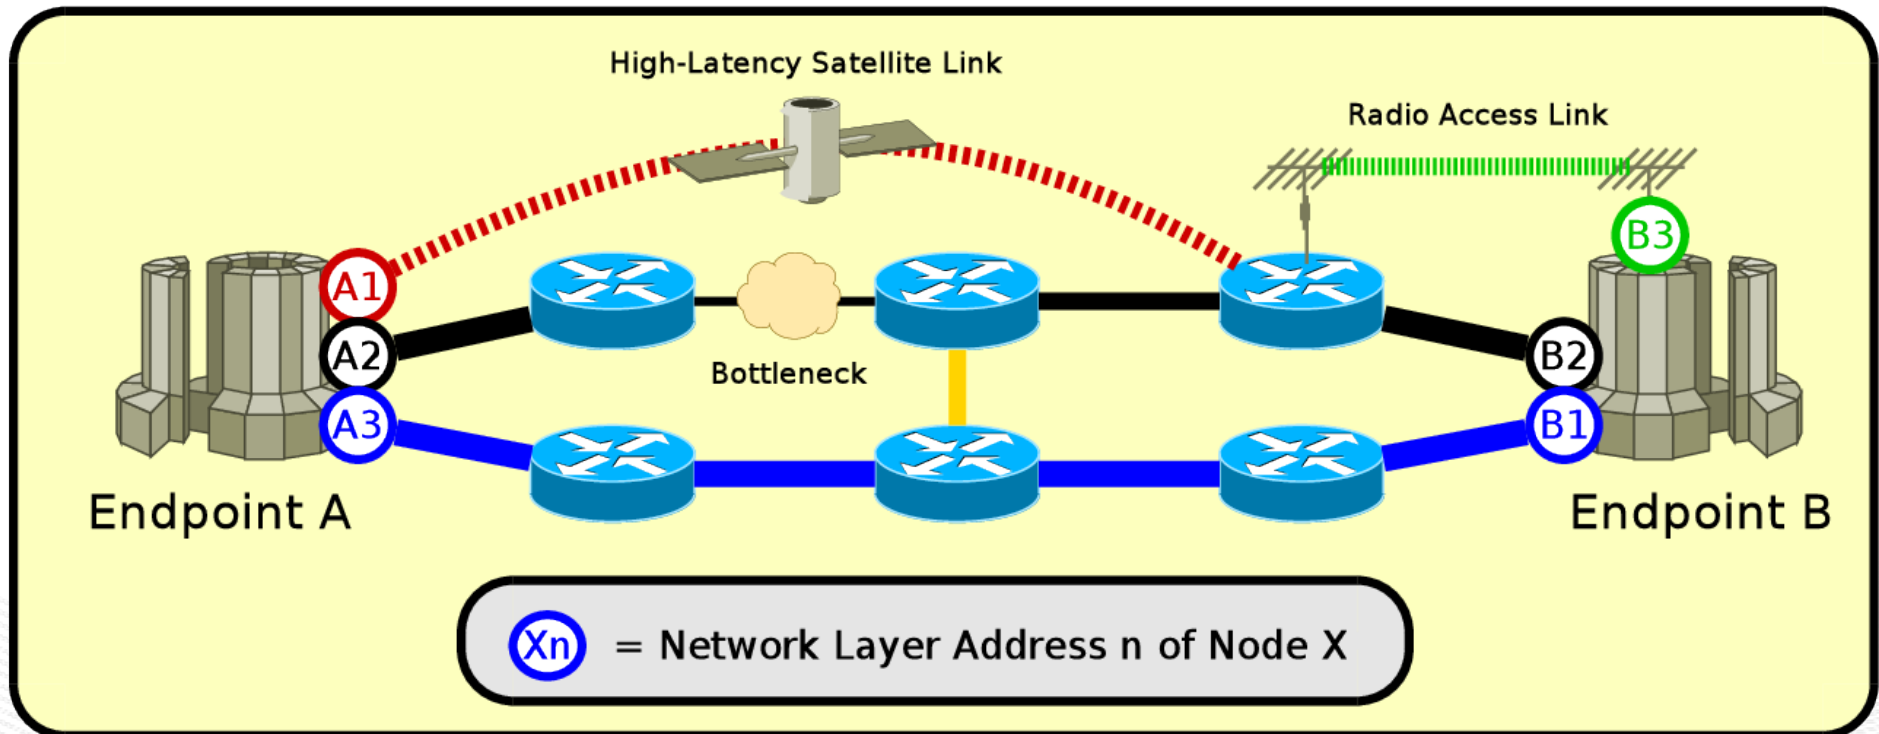 High-Latency Satellite Link
Radio Access Link
B3
A1
A2
B2
Bottleneck
A3
B1
Endpoint A
Endpoint B
Xn = Network Layer Address n of Node X